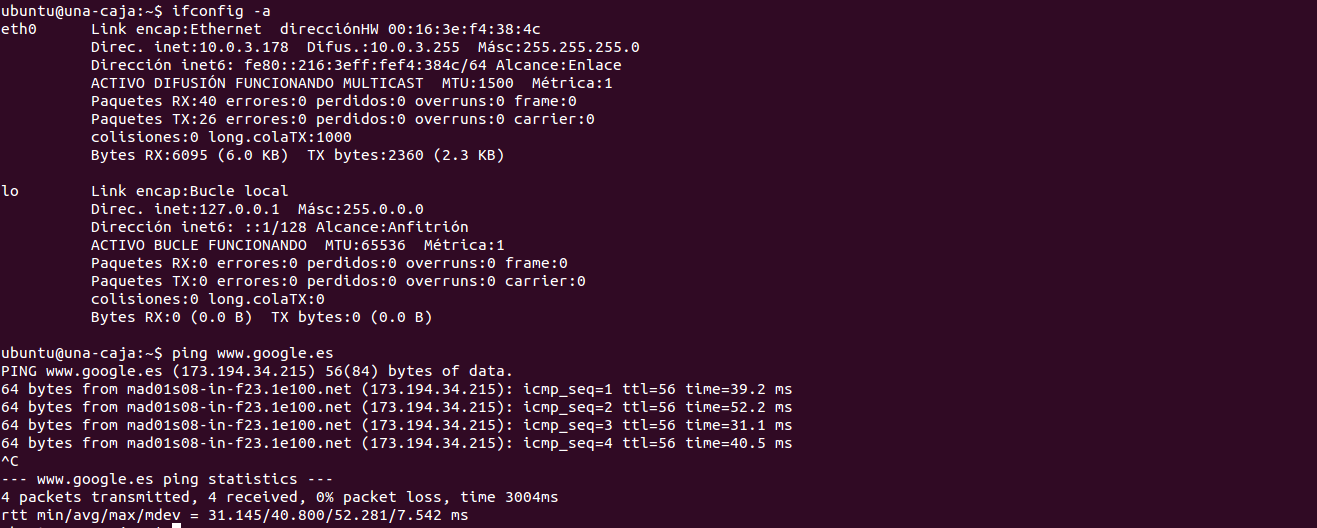 ubuntu@una-caja:~$ ifconfig -a
eth0      Link encap:Ethernet  direcciónHW 00:16:3e:f4:38:4c
          Direc. inet:10.0.3.178  Difus.:10.0.3.255  Másc:255.255.255.0
          Dirección inet6: fe80::216:3eff:fef4:384c/64 Alcance:Enlace
          ACTIVO DIFUSIÓN FUNCIONANDO MULTICAST  MTU:1500  Métrica:1
          Paquetes RX:40 errores:0 perdidos:0 overruns:0 frame:0
          Paquetes TX:26 errores:0 perdidos:0 overruns:0 carrier:0
          colisiones:0 long.colaTX:1000
          Bytes RX:6095 (6.0 KB)  TX bytes:2360 (2.3 KB)

lo        Link encap:Bucle local
          Direc. inet:127.0.0.1  Másc:255.0.0.0
          Dirección inet6: ::1/128 Alcance:Anfitrión
          ACTIVO BUCLE FUNCIONANDO  MTU:65536  Métrica:1
          Paquetes RX:0 errores:0 perdidos:0 overruns:0 frame:0
          Paquetes TX:0 errores:0 perdidos:0 overruns:0 carrier:0
          colisiones:0 long.colaTX:0
          Bytes RX:0 (0.0 B)  TX bytes:0 (0.0 B)

ubuntu@una-caja:~$ ping www.google.es
PING www.google.es (173.194.34.215) 56(84) bytes of data.
64 bytes from mad01s08-in-f23.1e100.net (173.194.34.215): icmp_seq=1 ttl=56 time=39.2 ms
64 bytes from mad01s08-in-f23.1e100.net (173.194.34.215): icmp_seq=2 ttl=56 time=52.2 ms
64 bytes from mad01s08-in-f23.1e100.net (173.194.34.215): icmp_seq=3 ttl=56 time=31.1 ms
64 bytes from mad01s08-in-f23.1e100.net (173.194.34.215): icmp_seq=4 ttl=56 time=40.5 ms
^C
--- www.google.es ping statistics ---
4 packets transmitted, 4 received, 0% packet loss, time 3004ms
rtt min/avg/max/mdev = 31.145/40.800/52.281/7.542 ms